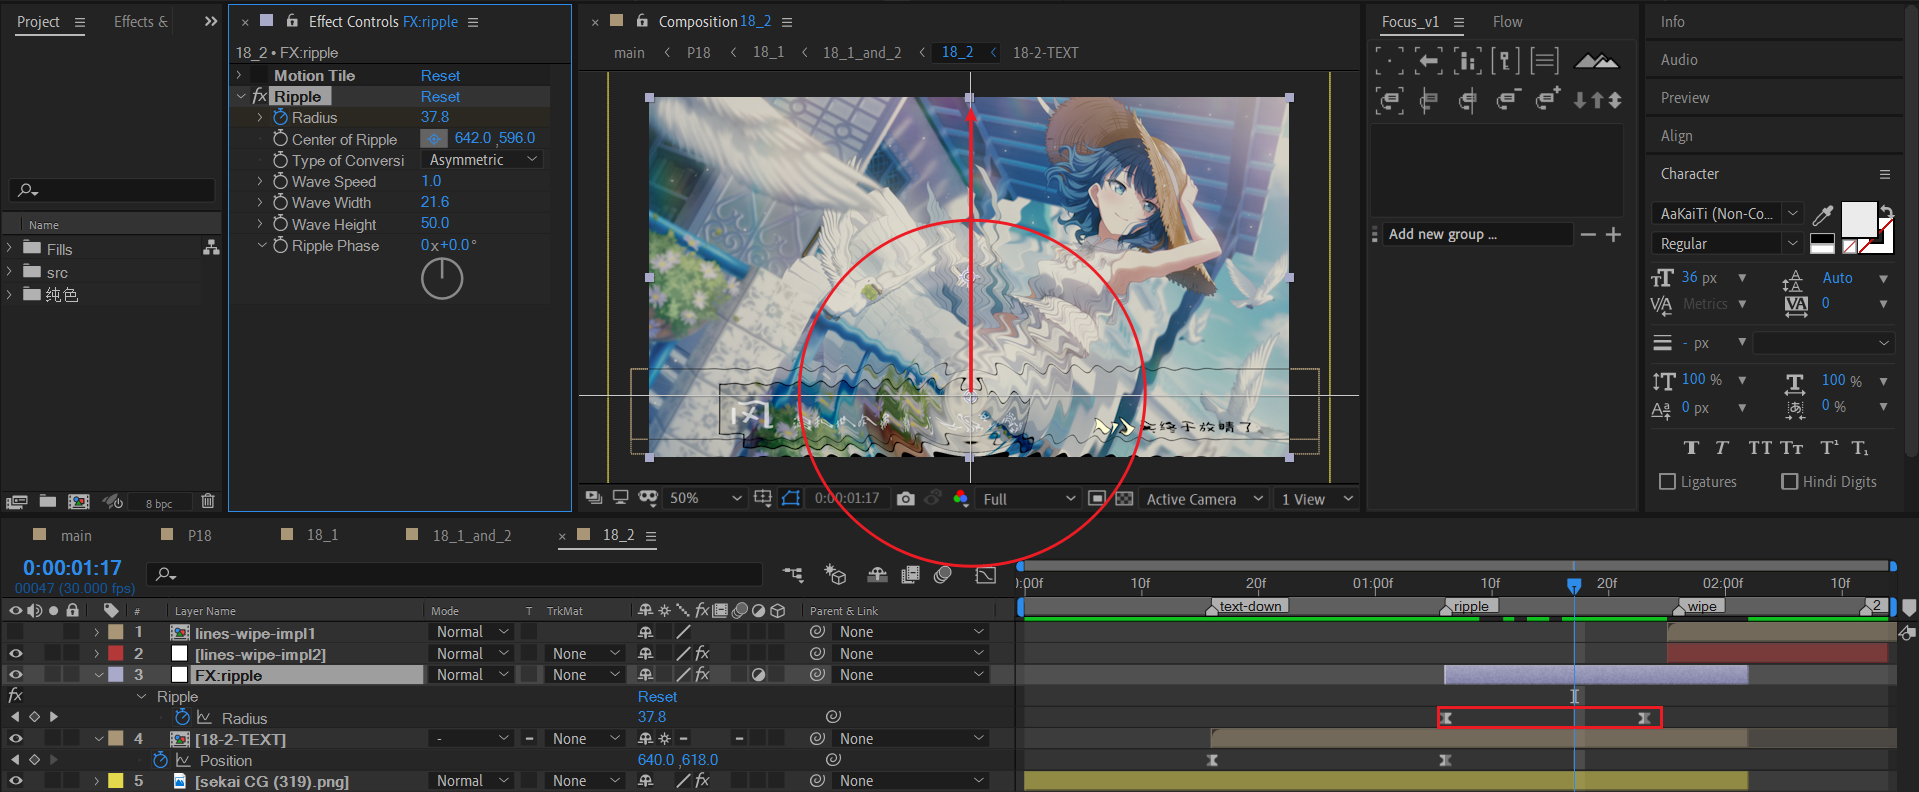 Project
Effects &
Effect Controls FX:ripple
18_2 • FX:ripple
Motion Tile Reset
fx Ripple Reset
Radius 37.8
Center of Ripple 642.0 ,596.0
Type of Conversi Asymmetric
Wave Speed 1.0
Wave Width 21.6
Wave Height 50.0
Ripple Phase 0x+0.0°
Name
Fills
src
纯色
8 bpc
Composition 18_2
main P18 18_1 18_1_and_2 18_2 18-2-TEXT
风
终于放晴了
50% 0:00:01:17 Full Active Camera 1 View
Focus_v1 Flow
Add new group ...
Info
Audio
Preview
Align
Character
AaKaiTi (Non-Co...
Regular
36 px Auto
Metrics 0
- px
100 % 100 %
0 px 0 %
T T TT Tт T¹ T₁
Ligatures Hindi Digits
main P18 18_1 18_1_and_2 18_2
0:00:01:17
00047 (30.000 fps)
:00f 10f 20f 01:00f 10f 20f 02:00f 10f
# Layer Name Mode T TrkMat fx Parent & Link
text-down ripple wipe 2
1 lines-wipe-impl1 Normal None
2 [lines-wipe-impl2] Normal None fx None
3 FX:ripple Normal None fx None
fx Ripple Reset
Radius 37.8
4 [18-2-TEXT] - None None
Position 640.0 ,618.0
5 [sekai CG (319).png] Normal None fx None